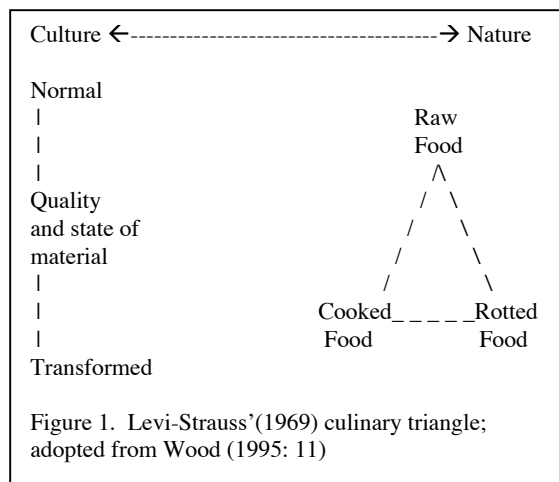 Culture ←-------------------------------------→ Nature
Normal
| Raw
| Food
| /\
Quality / \
and state of / \
material / \
| / \
| Cooked_ _ _ _ _Rotted
| Food Food
Transformed
Figure 1. Levi-Strauss'(1969) culinary triangle;
adopted from Wood (1995: 11)